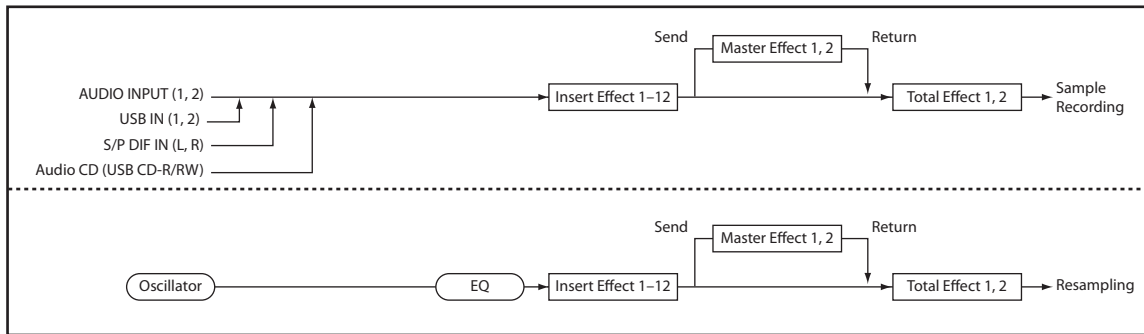 Send
Master Effect 1, 2
Return
AUDIO INPUT (1, 2)
Insert Effect 1–12
Total Effect 1, 2
Sample
Recording
USB IN (1, 2)
S/P DIF IN (L, R)
Audio CD (USB CD-R/RW)
Send
Master Effect 1, 2
Return
Oscillator
EQ
Insert Effect 1–12
Total Effect 1, 2
Resampling